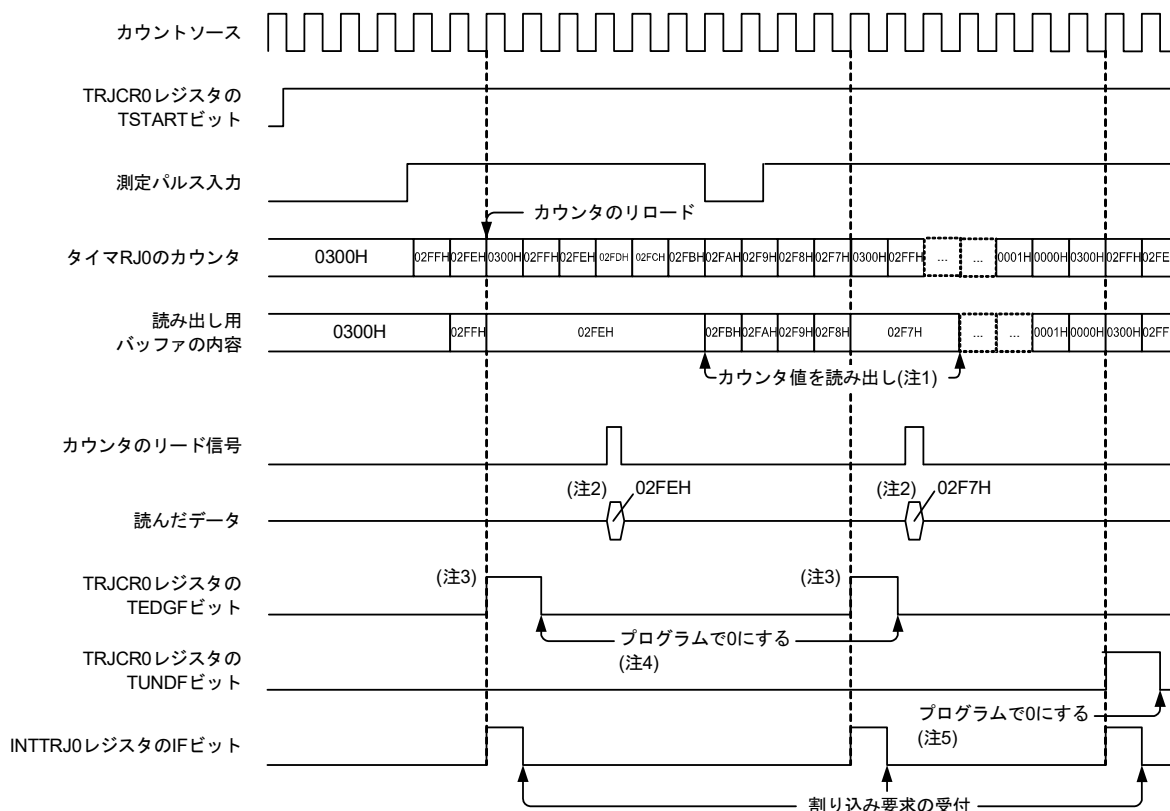 カウントソース
TRJCR0レジスタの
TSTARTビット
測定パルス入力
カウンタのリロード
タイマRJ0のカウンタ
0300H 02FFH 02FEH 0300H 02FFH 02FEH 02FDH 02FCH 02FBH 02FAH 02F9H 02F8H 02F7H 0300H 02FFH ... ... 0001H 0000H 0300H 02FFH 02FE
読み出し用
バッファの内容
0300H 02FFH 02FEH 02FBH 02FAH 02F9H 02F8H 02F7H ... ... 0001H 0000H 0300H 02FF
カウンタ値を読み出し(注1)
カウンタのリード信号
(注2) 02FEH (注2) 02F7H
読んだデータ
TRJCR0レジスタの
TEDGFビット
(注3) (注3)
プログラムで0にする
(注4)
TRJCR0レジスタの
TUNDFビット
プログラムで0にする
(注5)
INTTRJ0レジスタのIFビット
割り込み要求の受付